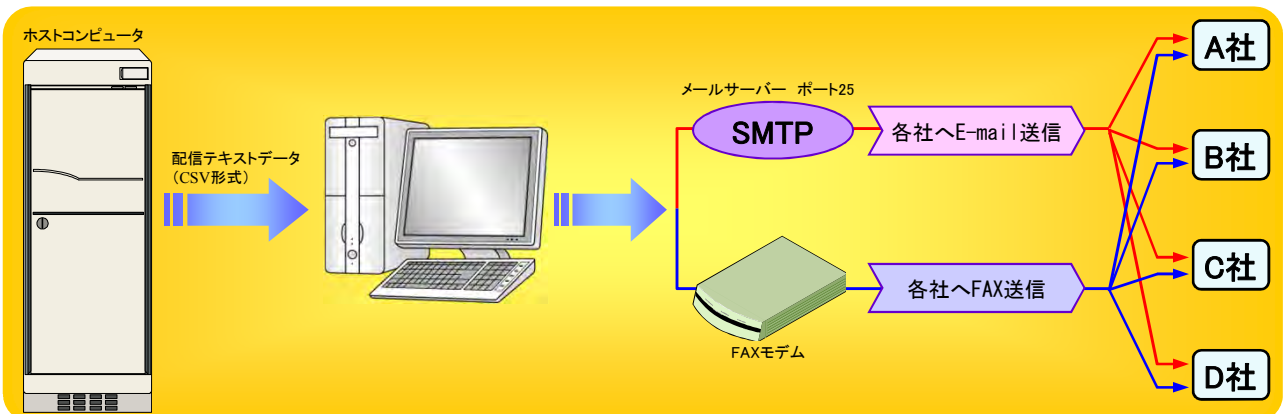 ホストコンピュータ
配信テキストデータ
（CSV形式）
メールサーバー ポート25
SMTP
各社へE-mail送信
FAXモデム
各社へFAX送信
A社
B社
C社
D社